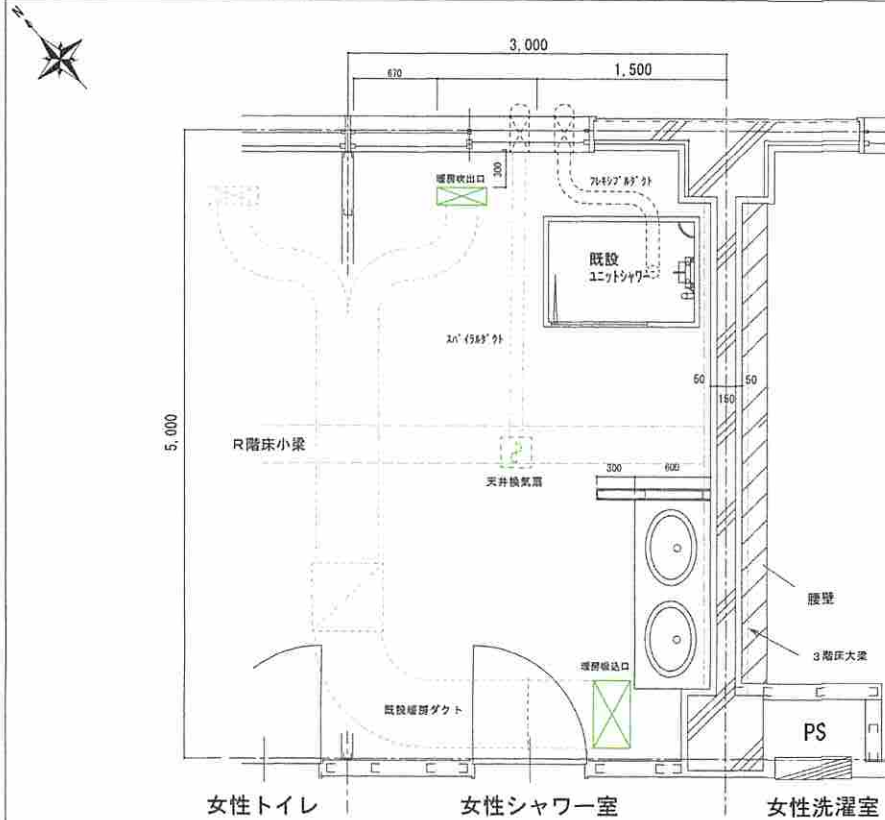 N
3,000
670
1,500
暖房吹出口
300
フレキシブルダクト
既設
ユニットシャワー
スパイラルダクト
50
50
150
5,000
R階床小梁
300
600
天井換気扇
腰壁
3階床大梁
暖房吸込口
既設暖房ダクト
PS
女性トイレ
女性シャワー室
女性洗濯室